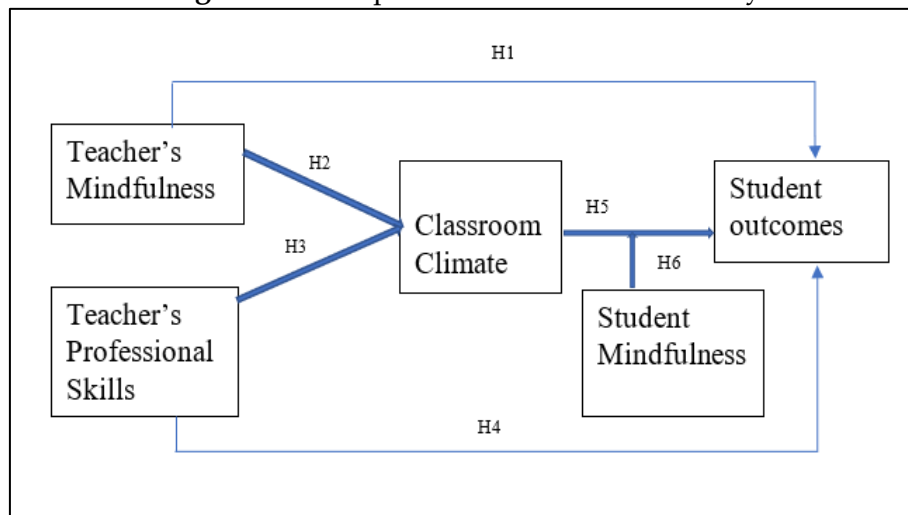 H1
Teacher's
Mindfulness
H2
Classroom
Climate
H5
Student
outcomes
H3
H6
Teacher's
Professional
Skills
Student
Mindfulness
H4